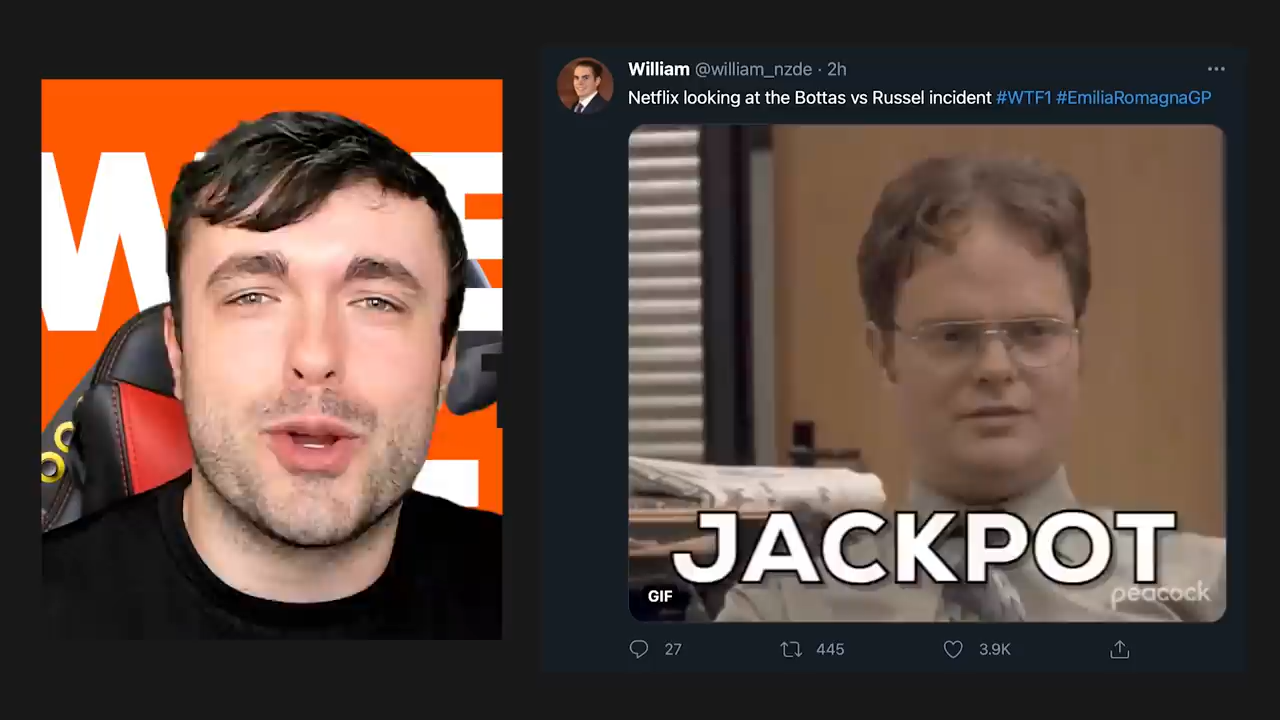 William @william_nzde · 2h
Netflix looking at the Bottas vs Russel incident #WTF1 #EmiliaRomagnaGP
JACKPOT
GIF
peacock
27 445 3.9K